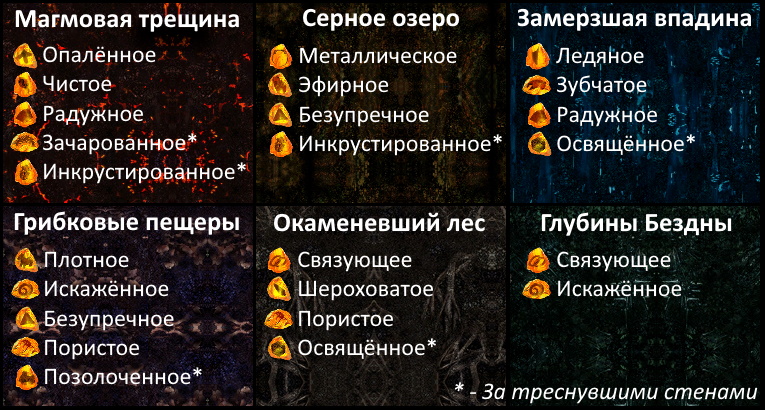 Магмовая трещина
Опалённое
Чистое
Радужное
Зачарованное*
Инкрустированное*
Серное озеро
Металлическое
Эфирное
Безупречное
Инкрустированное*
Замерзшая впадина
Ледяное
Зубчатое
Радужное
Освящённое*
Грибковые пещеры
Плотное
Искажённое
Безупречное
Пористое
Позолоченное*
Окаменевший лес
Связующее
Шероховатое
Пористое
Освящённое*
Глубины Бездны
Связующее
Искажённое
* - За треснувшими стенами